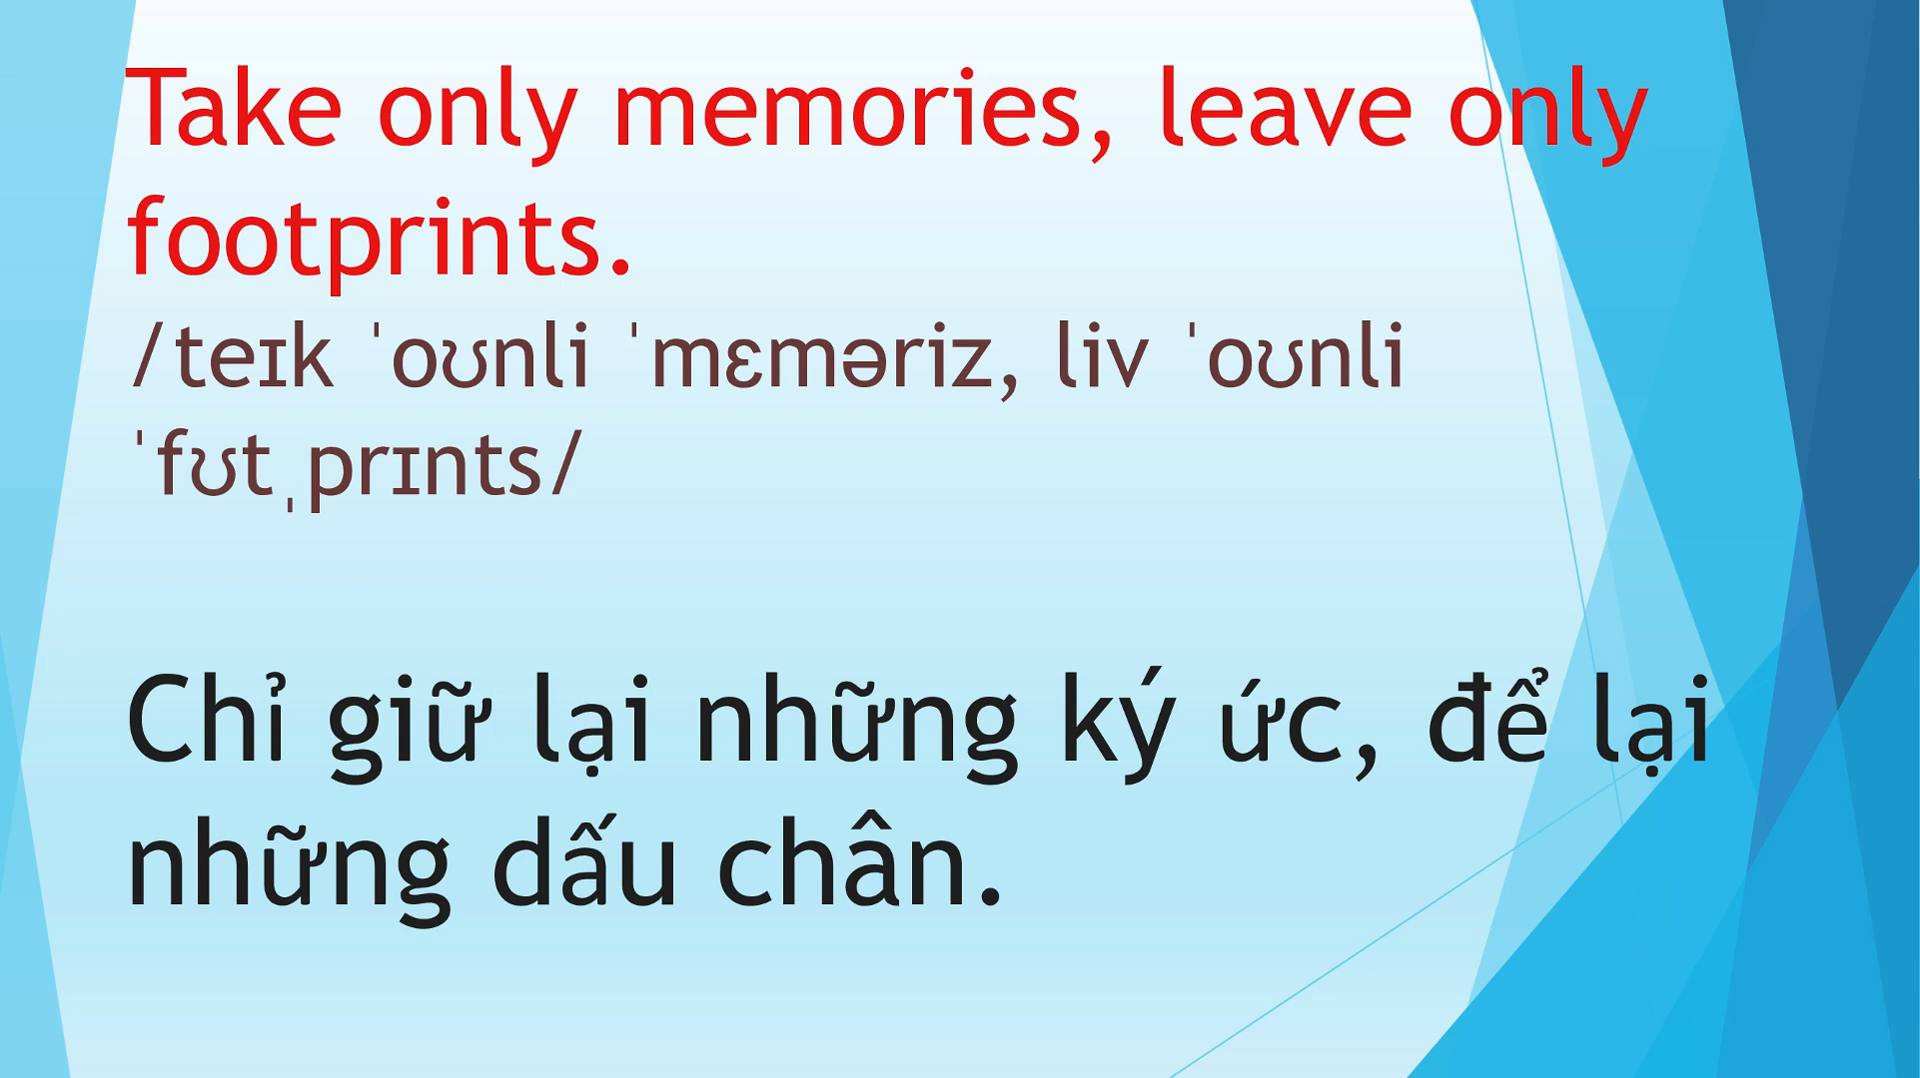 Take only memories, leave only
footprints.
/teɪk ˈoʊnli ˈmɛməriz, liv ˈoʊnli
ˈfʊtˌprɪnts/
Chỉ giữ lại những ký ức, để lại
những dấu chân.